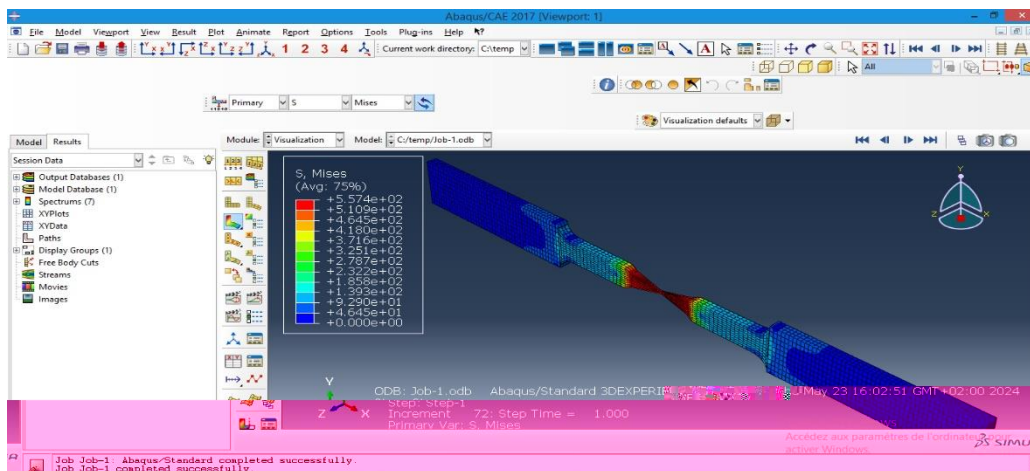 Abaqus/CAE 2017 [Viewport: 1]
File Model Viewport View Result Plot Animate Report Options Tools Plug-ins Help
1 2 3 4 Current work directory: C:\temp
All
Primary S Mises
Visualization defaults
Model Results Module: Visualization Model: C:/temp/Job-1.odb
Session Data
Output Databases (1)
Model Database (1)
Spectrums (7)
XYPlots
XYData
Paths
Display Groups (1)
Free Body Cuts
Streams
Movies
Images
S, Mises
(Avg: 75%)
+5.574e+02
+5.109e+02
+4.645e+02
+4.180e+02
+3.716e+02
+3.251e+02
+2.787e+02
+2.322e+02
+1.858e+02
+1.393e+02
+9.290e+01
+4.645e+01
+0.000e+00
Y
Z X
Y
Z X
ODB: Job-1.odb Abaqus/Standard 3DEXPERI May 23 16:02:51 GMT+02:00 2024
Step: Step-1
Increment 72: Step Time = 1.000
Primary Var: S, Mises
Accédez aux paramètres de l'ordinateur pour
activer Windows.
Job Job-1: Abaqus/Standard completed successfully.
Job Job-1 completed successfully